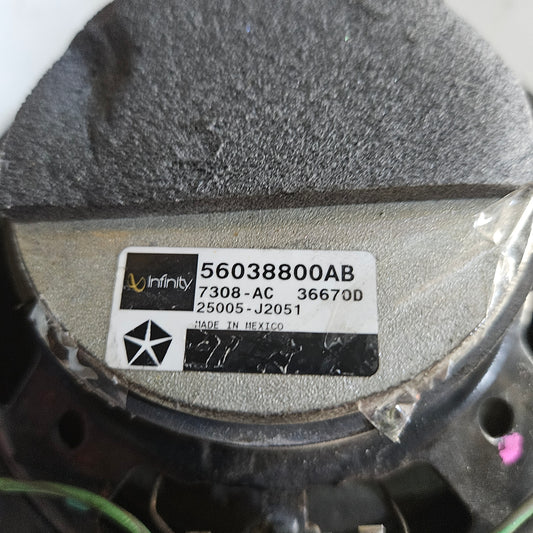 Infinity
56038800AB
7308-AC 36670D
25005-J2051
MADE IN MEXICO